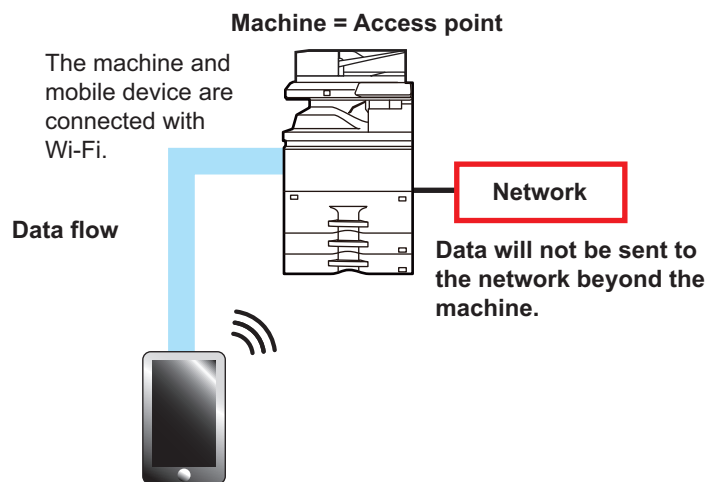 Machine = Access point
The machine and
mobile device are
connected with
Wi-Fi.
Network
Data flow
Data will not be sent to
the network beyond the
machine.